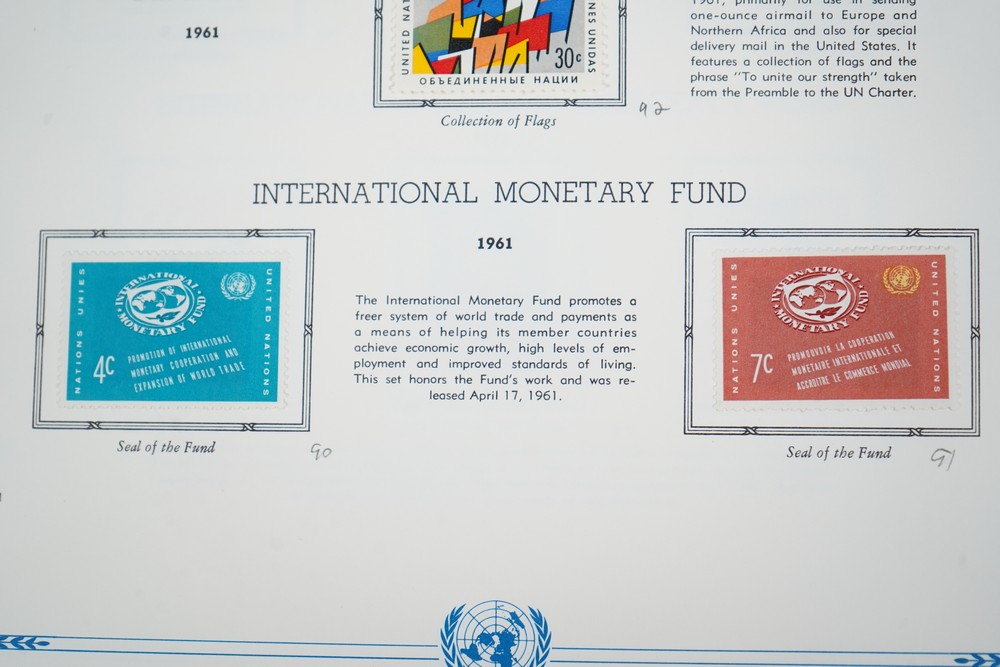 1961
UNITED NAT
NES UNIDAS
30c
ОБЪЕДИНЕННЫЕ НАЦИИ
Collection of Flags
92
1961, primarily for use in sending
one-ounce airmail to Europe and
Northern Africa and also for special
delivery mail in the United States. It
features a collection of flags and the
phrase "To unite our strength" taken
from the Preamble to the UN Charter.
INTERNATIONAL MONETARY FUND
1961
NATIONS UNIES
INTERNATIONAL
MONETARY FUND
UNITED NATIONS
4c
PROMOTION OF INTERNATIONAL
MONETARY COOPERATION AND
EXPANSION OF WORLD TRADE
Seal of the Fund
90
The International Monetary Fund promotes a
freer system of world trade and payments as
a means of helping its member countries
achieve economic growth, high levels of em-
ployment and improved standards of living.
This set honors the Fund's work and was re-
leased April 17, 1961.
NATIONS UNIES
INTERNATIONAL
MONETARY FUND
UNITED NATIONS
7c
PROMOUVOIR LA COOPERATION
MONETAIRE INTERNATIONALE ET
ACCROITRE LE COMMERCE MONDIAL
Seal of the Fund
91